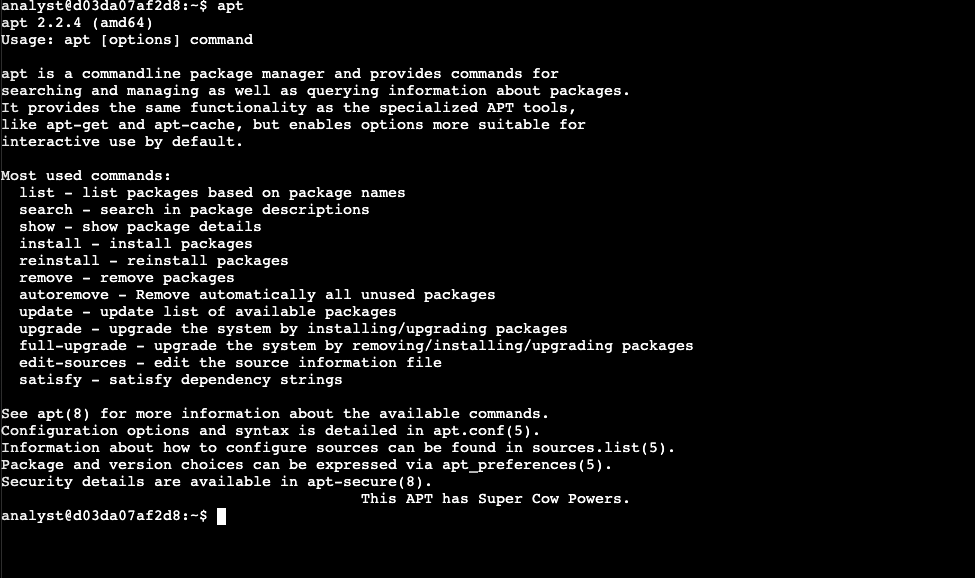 analyst@d03da07af2d8:~$ apt
apt 2.2.4 (amd64)
Usage: apt [options] command

apt is a commandline package manager and provides commands for
searching and managing as well as querying information about packages.
It provides the same functionality as the specialized APT tools,
like apt-get and apt-cache, but enables options more suitable for
interactive use by default.

Most used commands:
  list - list packages based on package names
  search - search in package descriptions
  show - show package details
  install - install packages
  reinstall - reinstall packages
  remove - remove packages
  autoremove - Remove automatically all unused packages
  update - update list of available packages
  upgrade - upgrade the system by installing/upgrading packages
  full-upgrade - upgrade the system by removing/installing/upgrading packages
  edit-sources - edit the source information file
  satisfy - satisfy dependency strings

See apt(8) for more information about the available commands.
Configuration options and syntax is detailed in apt.conf(5).
Information about how to configure sources can be found in sources.list(5).
Package and version choices can be expressed via apt_preferences(5).
Security details are available in apt-secure(8).
                                        This APT has Super Cow Powers.
analyst@d03da07af2d8:~$